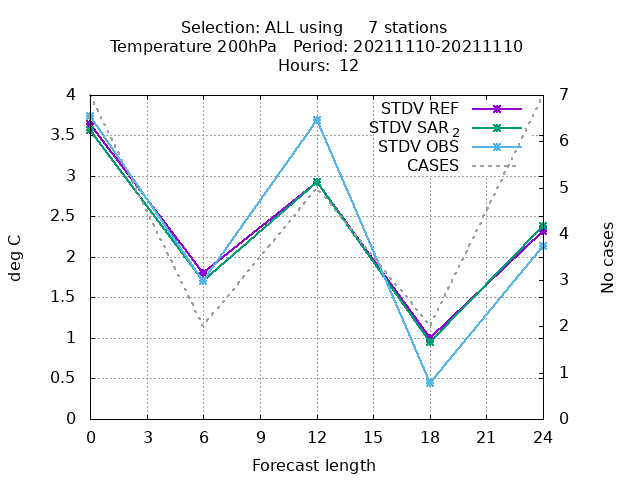 Selection: ALL using     7 stations
Temperature 200hPa   Period: 20211110-20211110
Hours: 12
STDV REF
STDV SAR 2
STDV OBS
CASES
4
3.5
3
2.5
2
1.5
1
0.5
0
deg C
7
6
5
4
3
2
1
0
No cases
0 3 6 9 12 15 18 21 24
Forecast length